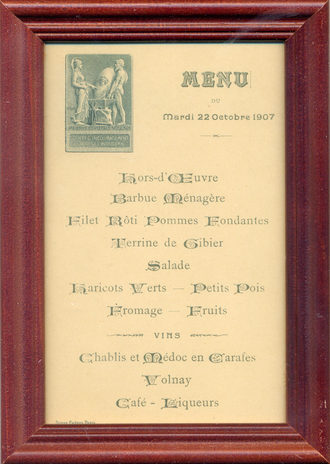 MENU
DU
Mardi 22 Octobre 1907
Hors-d'Œuvre
Barbue Ménagère
Filet Rôti Pommes Fondantes
Terrine de Gibier
Salade
Haricots Verts — Petits Pois
Fromage — Fruits
VINS
Chablis et Médoc en Carafes
Volnay
Café - Liqueurs